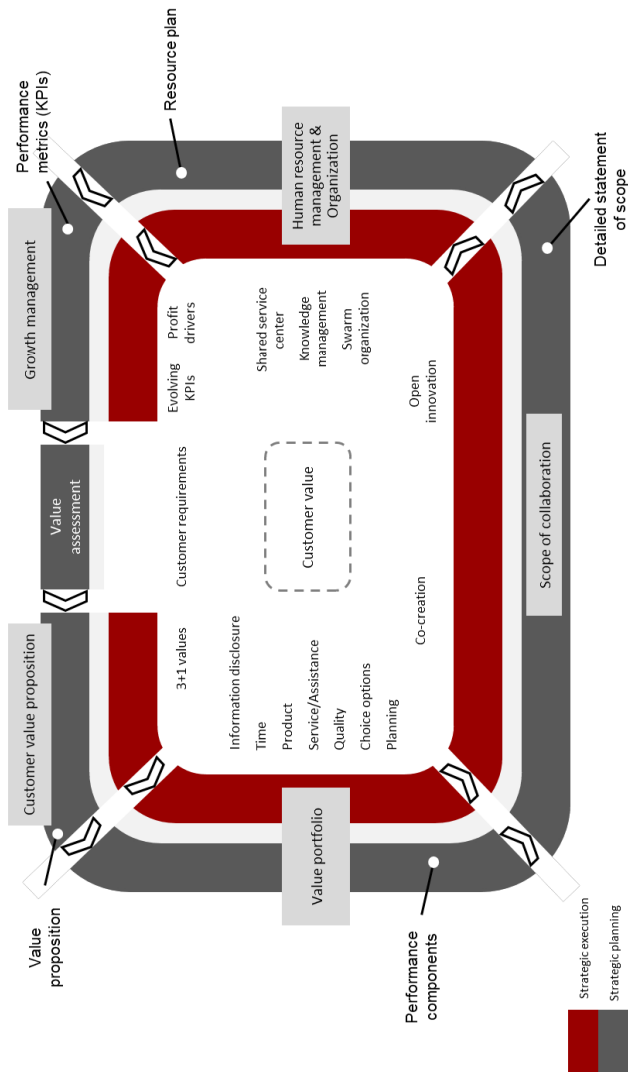 Value
proposition
Customer value proposition
Value
assessment
Growth management
Performance
metrics (KPIs)
Resource plan
3+1 values
Customer requirements
Evolving
KPIs
Profit
drivers
Information disclosure
Time
Product
Service/Assistance
Quality
Choice options
Planning
Customer value
Shared service
center
Knowledge
management
Swarm
organization
Value portfolio
Human resource
management &
Organization
Co-creation
Open
innovation
Performance
components
Scope of collaboration
Detailed statement
of scope
Strategic execution
Strategic planning